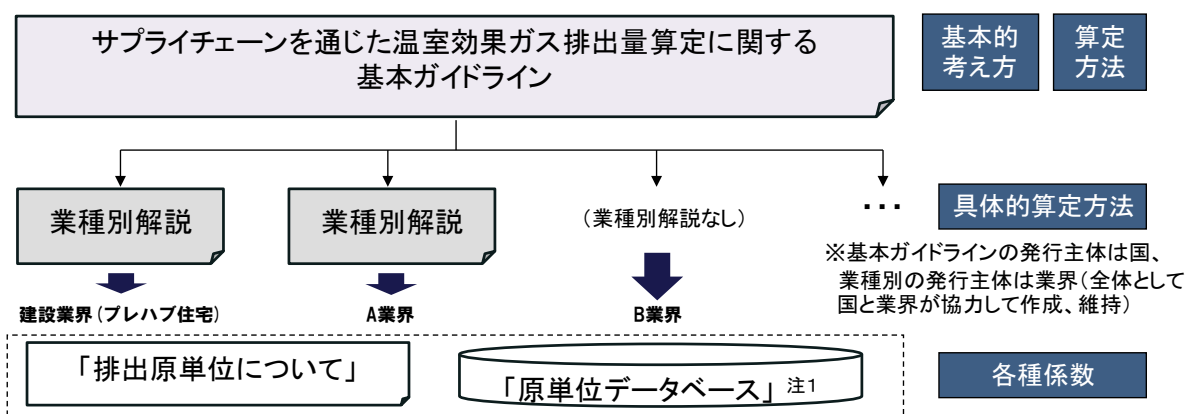 サプライチェーンを通じた温室効果ガス排出量算定に関する
基本ガイドライン
基本的
考え方
算定
方法
業種別解説
業種別解説
(業種別解説なし)
・・・
具体的算定方法
※基本ガイドラインの発行主体は国、
業種別の発行主体は業界(全体として
国と業界が協力して作成、維持)
建設業界(プレハブ住宅)
A業界
B業界
「排出原単位について」
「原単位データベース」注1
各種係数